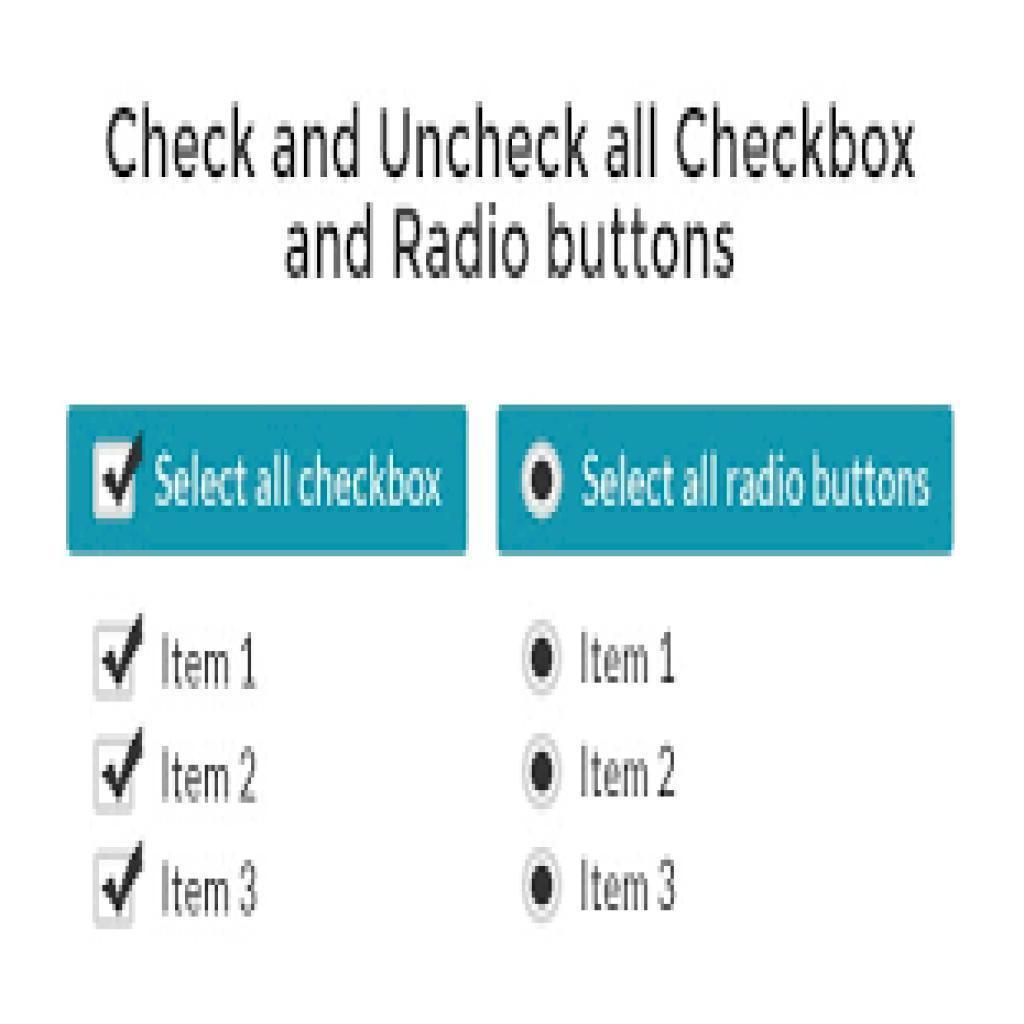 Check and Uncheck all Checkbox
and Radio buttons
Select all checkbox
Select all radio buttons
Item 1
Item 1
Item 2
Item 2
Item 3
Item 3